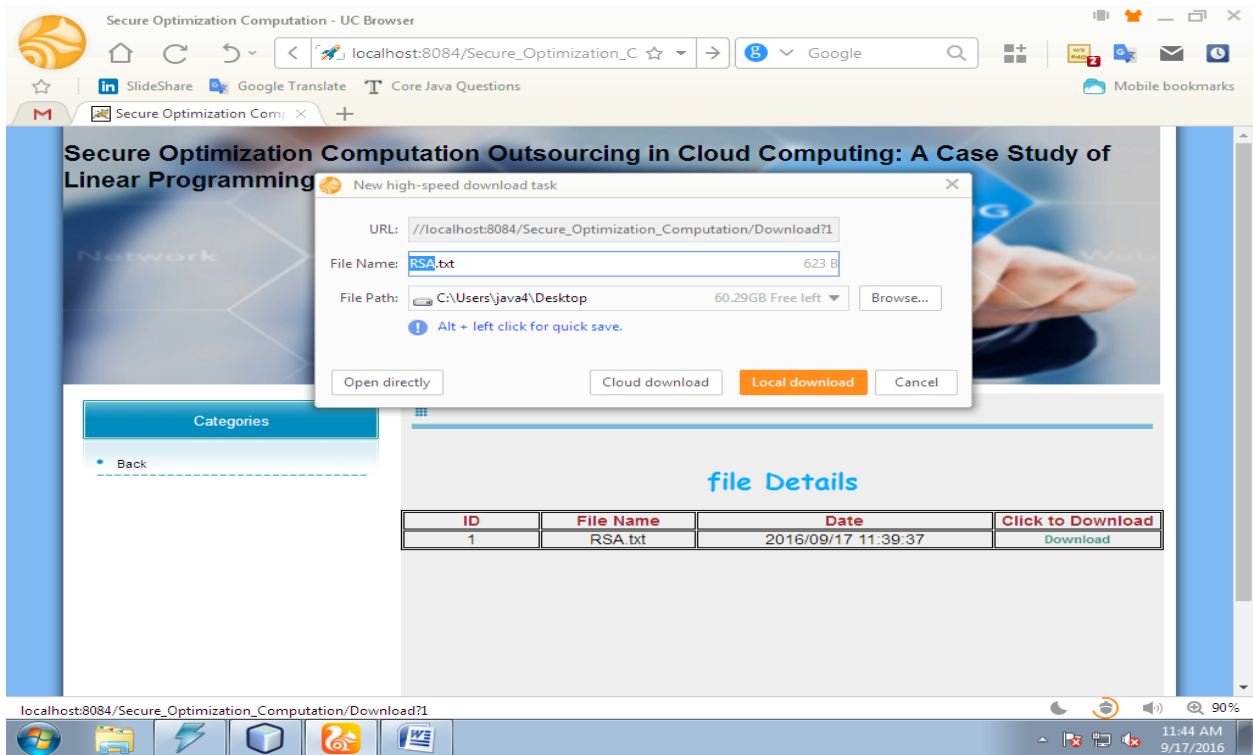 Secure Optimization Computation - UC Browser
localhost:8084/Secure_Optimization_C
Google
SlideShare Google Translate Core Java Questions Mobile bookmarks
Secure Optimization Comp
Secure Optimization Computation Outsourcing in Cloud Computing: A Case Study of
Linear Programming
New high-speed download task
URL: //localhost:8084/Secure_Optimization_Computation/Download?1
File Name: RSA.txt 623 B
File Path: C:\Users\java4\Desktop 60.29GB Free left Browse...
Alt + left click for quick save.
Open directly Cloud download Local download Cancel
Network
Web
Categories
Back
file Details
ID File Name Date Click to Download
1 RSA.txt 2016/09/17 11:39:37 Download
localhost:8084/Secure_Optimization_Computation/Download?1
90%
11:44 AM
9/17/2016